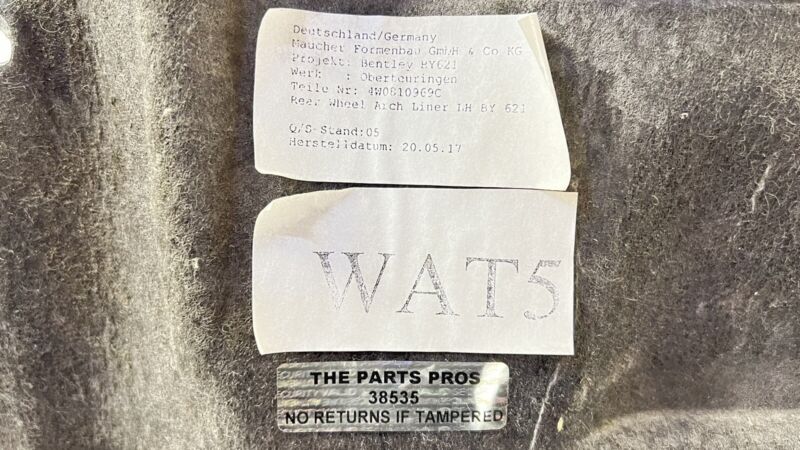 Deutschland/Germany
Maucher Formenbau GmbH & Co KG
Projekt: Bentley BY621
Werk : Oberteuringen
Teile Nr: 4W0810969C
Rear Wheel Arch Liner LH BY 621
Q/S-Stand:05
Herstelldatum: 20.05.17
WAT5
THE PARTS PROS
38535
NO RETURNS IF TAMPERED